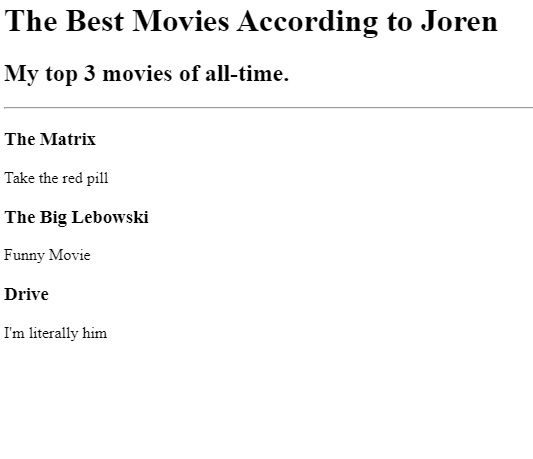 The Best Movies According to Joren
My top 3 movies of all-time.
The Matrix
Take the red pill
The Big Lebowski
Funny Movie
Drive
I'm literally him